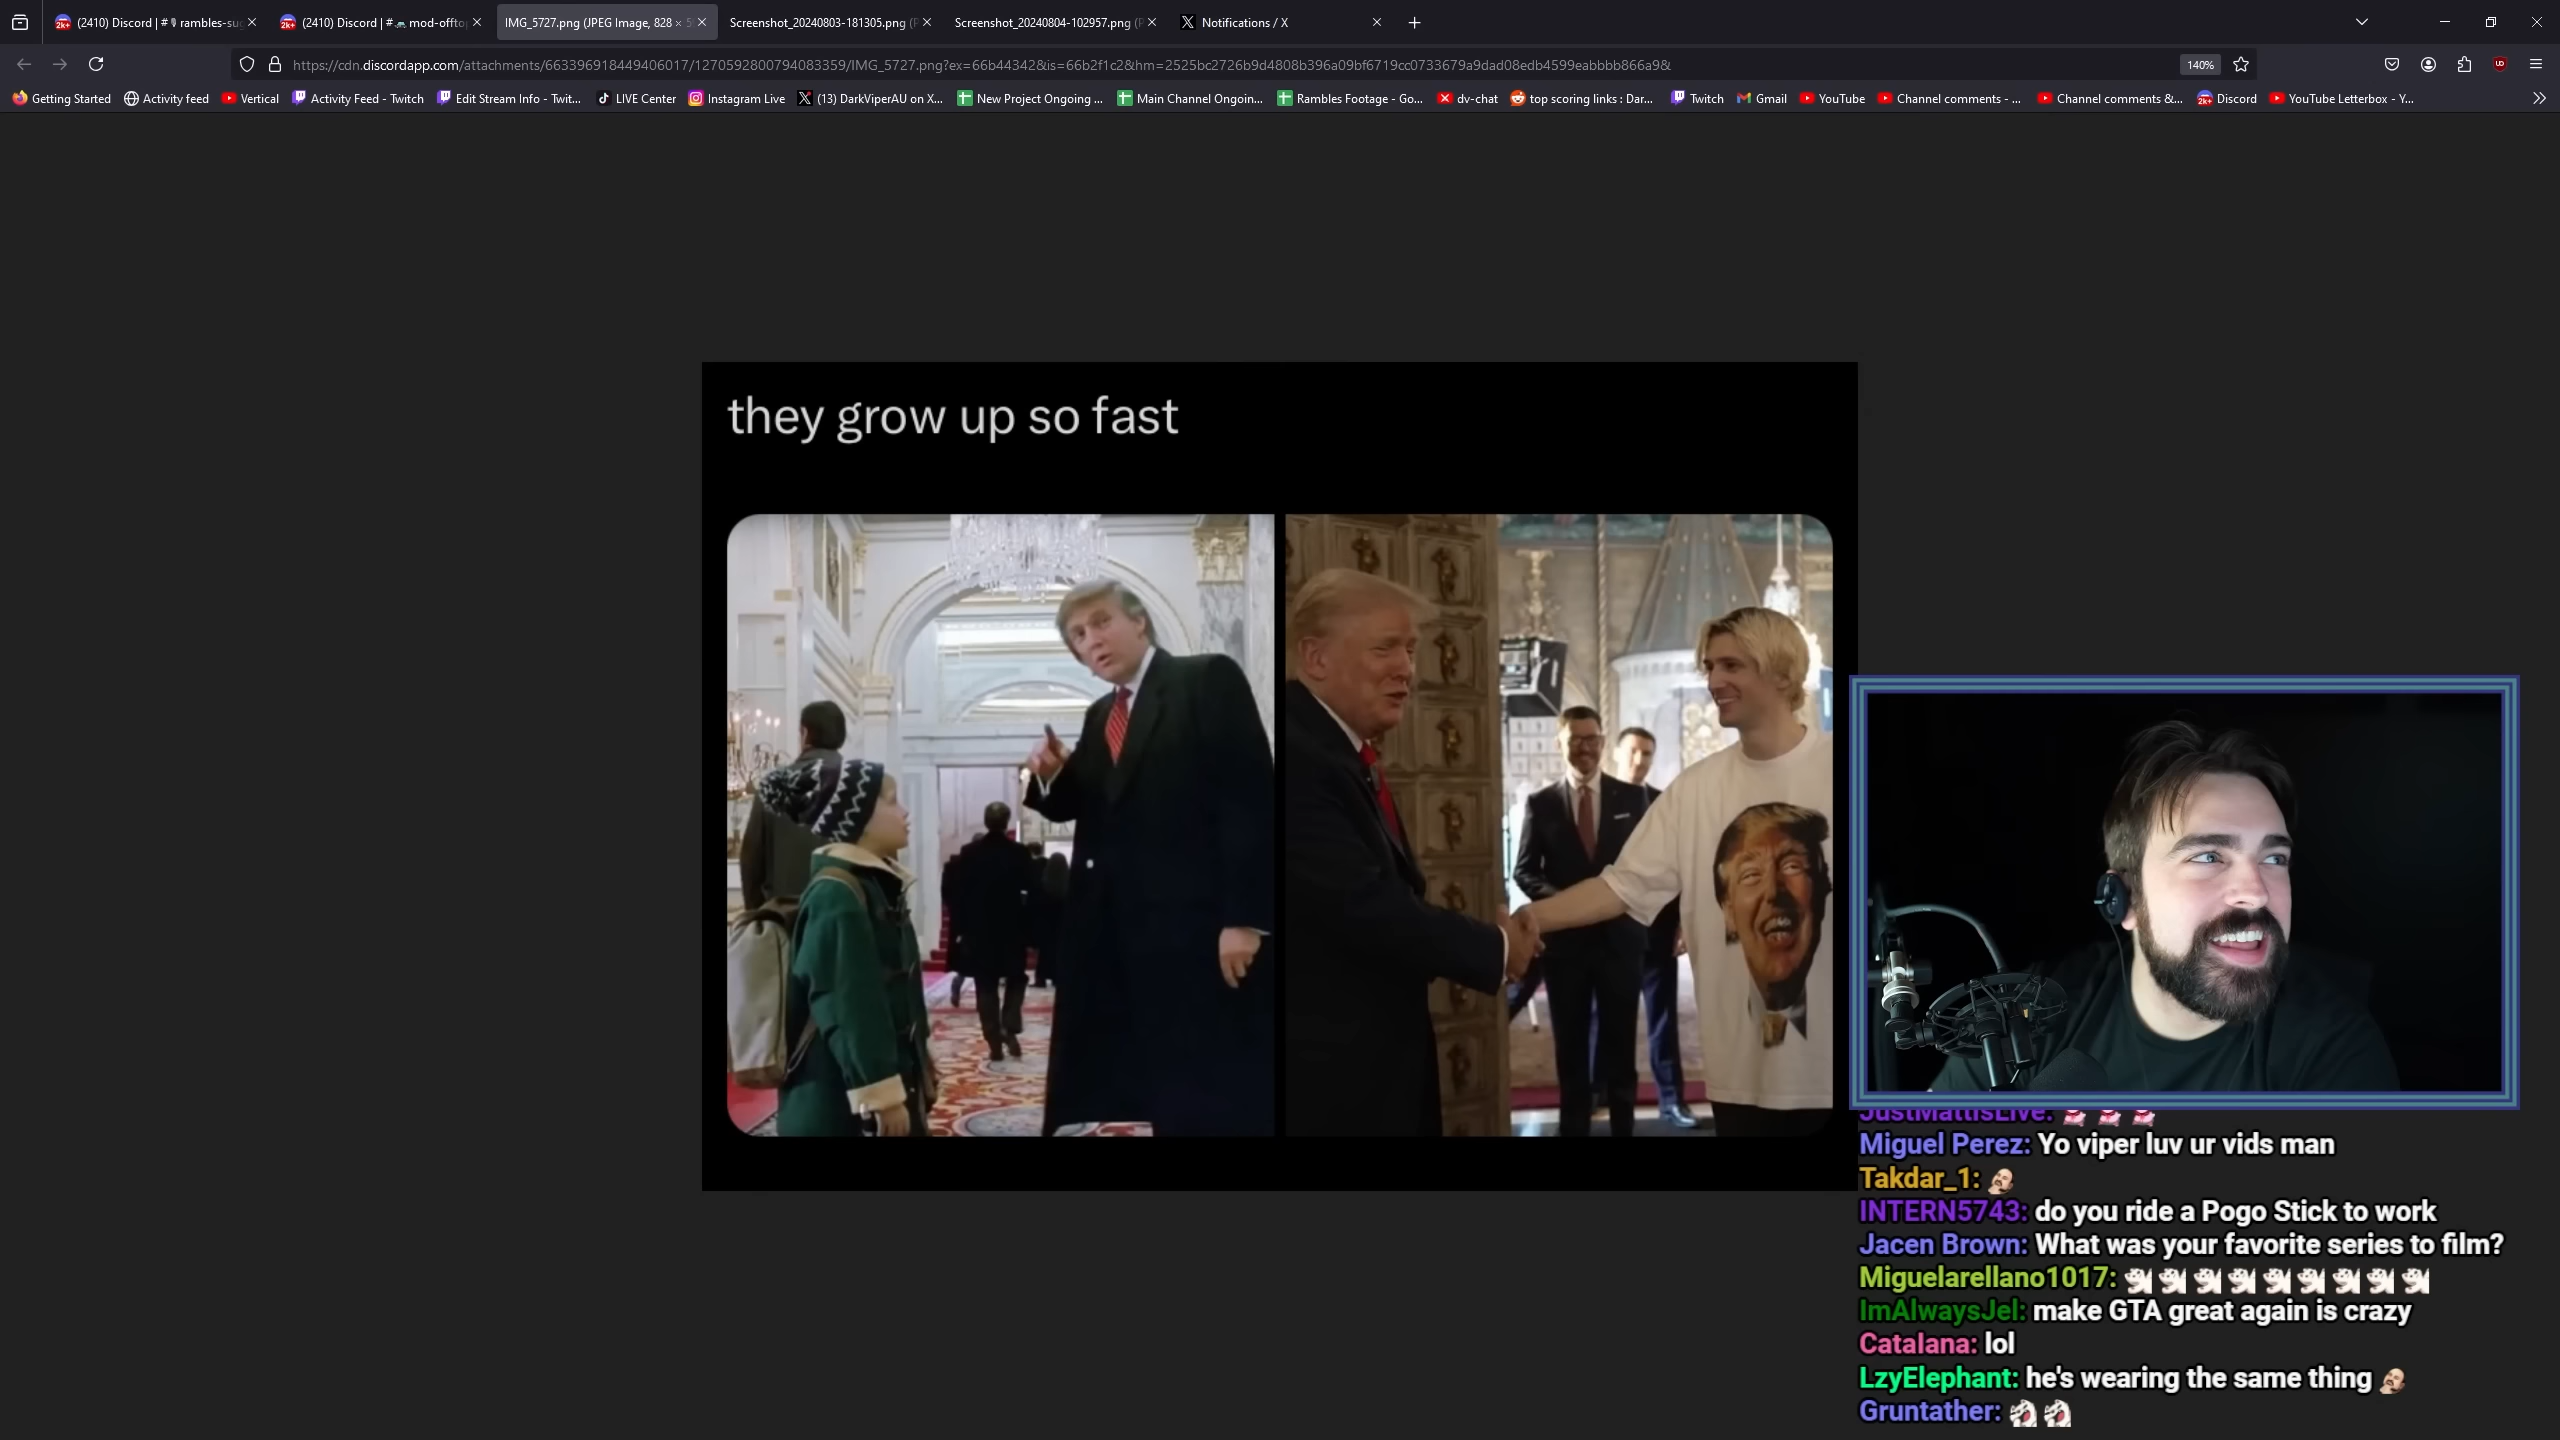 (2410) Discord | # rambles-sug
(2410) Discord | # mod-offto
IMG_5727.png (JPEG Image, 828 ×
Screenshot_20240803-181305.png (
Screenshot_20240804-102957.png (
Notifications / X
https://cdn.discordapp.com/attachments/663396918449406017/1270592800794083359/IMG_5727.png?ex=66b44342&is=66b2f1c2&hm=2525bc2726b9d4808b396a09bf6719cc0733679a9dad08edb4599eabbbb866a9&
140%
Getting Started
Activity feed
Vertical
Activity Feed - Twitch
Edit Stream Info - Twit...
LIVE Center
Instagram Live
(13) DarkViperAU on X...
New Project Ongoing ...
Main Channel Ongoin...
Rambles Footage - Go...
dv-chat
top scoring links : Dar...
Twitch
Gmail
YouTube
Channel comments - ...
Channel comments &...
Discord
YouTube Letterbox - Y...
they grow up so fast
JustMattisLive:
Miguel Perez: Yo viper luv ur vids man
Takdar_1:
INTERN5743: do you ride a Pogo Stick to work
Jacen Brown: What was your favorite series to film?
Miguelarellano1017:
ImAlwaysJel: make GTA great again is crazy
Catalana: lol
LzyElephant: he's wearing the same thing
Gruntather: